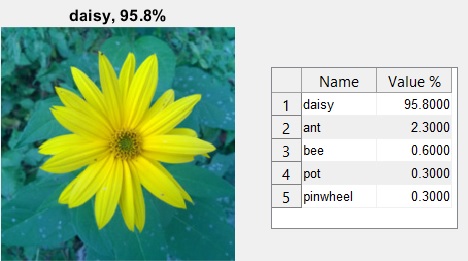 daisy, 95.8%
Name Value %
1 daisy 95.8000
2 ant 2.3000
3 bee 0.6000
4 pot 0.3000
5 pinwheel 0.3000